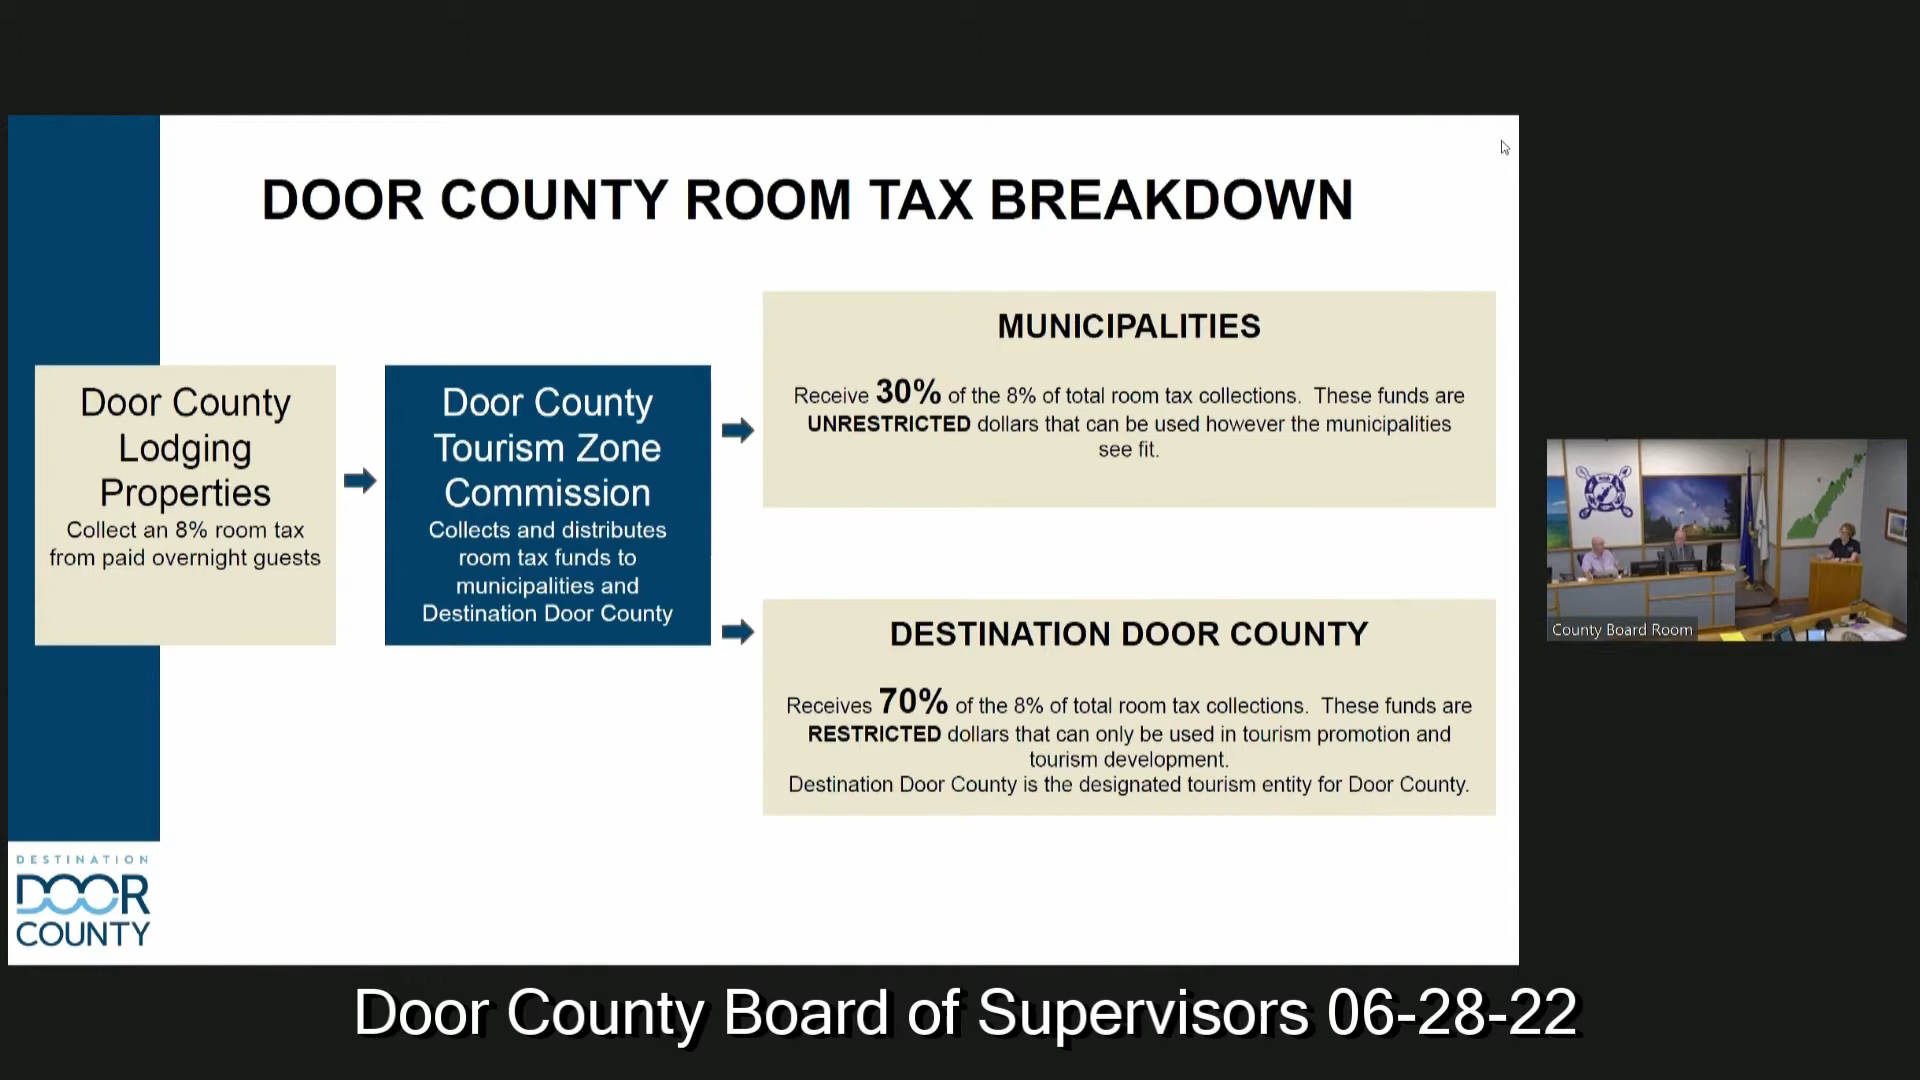 DOOR COUNTY ROOM TAX BREAKDOWN
Door County
Lodging
Properties
Collect an 8% room tax
from paid overnight guests
Door County
Tourism Zone
Commission
Collects and distributes
room tax funds to
municipalities and
Destination Door County
MUNICIPALITIES
Receive 30% of the 8% of total room tax collections. These funds are
UNRESTRICTED dollars that can be used however the municipalities
see fit.
DESTINATION DOOR COUNTY
Receives 70% of the 8% of total room tax collections. These funds are
RESTRICTED dollars that can only be used in tourism promotion and
tourism development.
Destination Door County is the designated tourism entity for Door County.
DESTINATION
DOOR
COUNTY
County Board Room
Door County Board of Supervisors 06-28-22